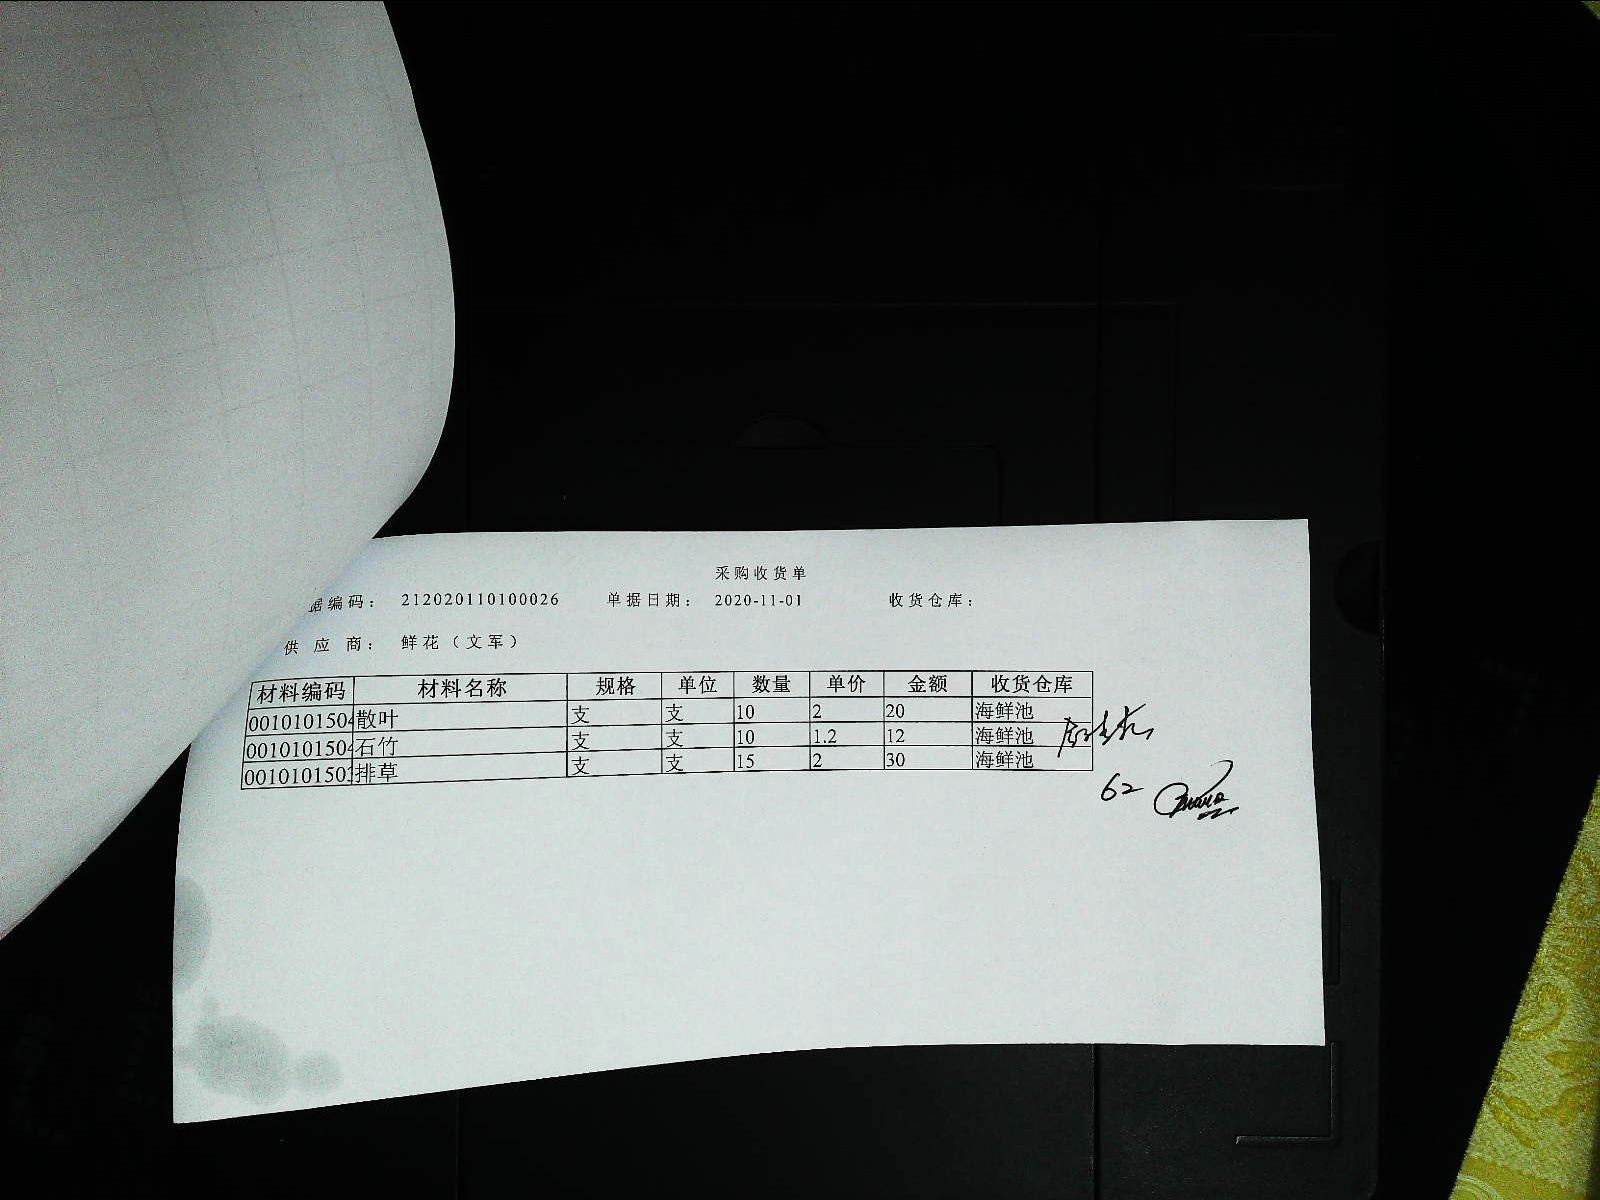 采购收货单
据编码： 212020110100026 单据日期： 2020-11-01 收货仓库：
供应商： 鲜花（文军）
材料编码 材料名称 规格 单位 数量 单价 金额 收货仓库
001010150 散叶 支 支 10 2 20 海鲜池
001010150 石竹 支 支 10 1.2 12 海鲜池
001010150 排草 支 支 15 2 30 海鲜池
62